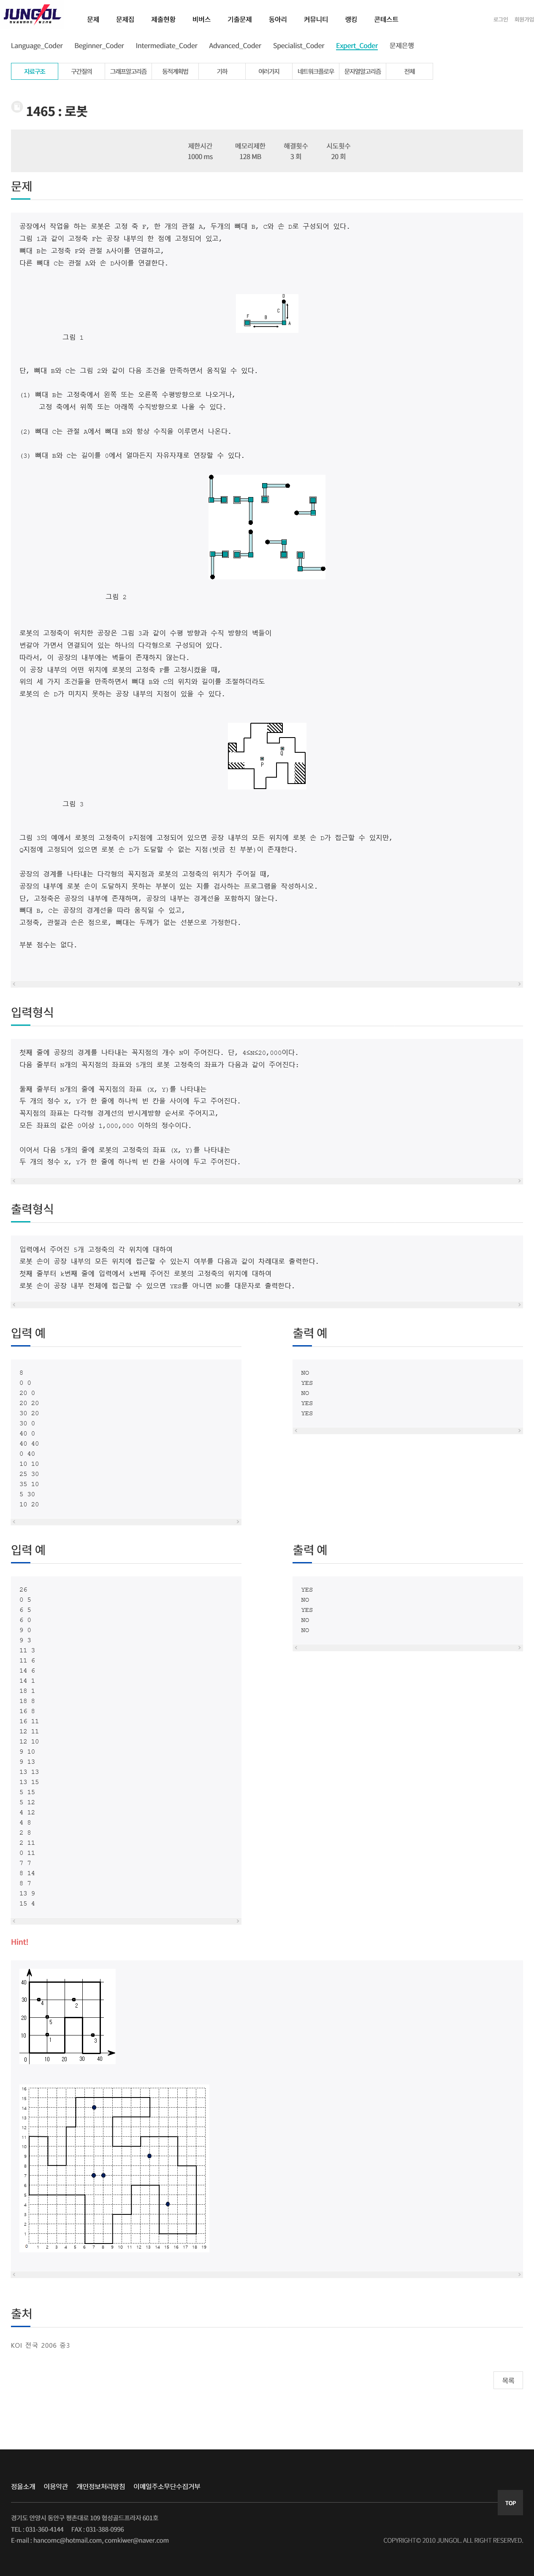 JUNGOL
문제 문제집 제출현황 비버스 기출문제 동아리 커뮤니티 랭킹 콘테스트
로그인 회원가입
Language_Coder Beginner_Coder Intermediate_Coder Advanced_Coder Specialist_Coder Expert_Coder 문제은행
자료구조 구간질의 그래프알고리즘 동적계획법 기하 여러가지 네트워크플로우 문자열알고리즘 전체
1465 : 로봇
제한시간 메모리제한 해결횟수 시도횟수
1000 ms 128 MB 3 회 20 회
문제
공장에서 작업을 하는 로봇은 고정 축 F, 한 개의 관절 A, 두개의 뼈대 B, C와 손 D로 구성되어 있다.
그림 1과 같이 고정축 F는 공장 내부의 한 점에 고정되어 있고,
뼈대 B는 고정축 F와 관절 A사이를 연결하고,
다른 뼈대 C는 관절 A와 손 D사이를 연결한다.
D
C
F B A
그림 1
단, 뼈대 B와 C는 그림 2와 같이 다음 조건을 만족하면서 움직일 수 있다.
(1) 뼈대 B는 고정축에서 왼쪽 또는 오른쪽 수평방향으로 나오거나,
고정 축에서 위쪽 또는 아래쪽 수직방향으로 나올 수 있다.
(2) 뼈대 C는 관절 A에서 뼈대 B와 항상 수직을 이루면서 나온다.
(3) 뼈대 B와 C는 길이를 0에서 얼마든지 자유자재로 연장할 수 있다.
그림 2
로봇의 고정축이 위치한 공장은 그림 3과 같이 수평 방향과 수직 방향의 벽들이
번갈아 가면서 연결되어 있는 하나의 다각형으로 구성되어 있다.
따라서, 이 공장의 내부에는 벽들이 존재하지 않는다.
이 공장 내부의 어떤 위치에 로봇의 고정축 F를 고정시켰을 때,
위의 세 가지 조건들을 만족하면서 뼈대 B와 C의 위치와 길이를 조절하더라도
로봇의 손 D가 미치지 못하는 공장 내부의 지점이 있을 수 있다.
Q
P
그림 3
그림 3의 예에서 로봇의 고정축이 P지점에 고정되어 있으면 공장 내부의 모든 위치에 로봇 손 D가 접근할 수 있지만,
Q지점에 고정되어 있으면 로봇 손 D가 도달할 수 없는 지점(빗금 친 부분)이 존재한다.
공장의 경계를 나타내는 다각형의 꼭지점과 로봇의 고정축의 위치가 주어질 때,
공장의 내부에 로봇 손이 도달하지 못하는 부분이 있는 지를 검사하는 프로그램을 작성하시오.
단, 고정축은 공장의 내부에 존재하며, 공장의 내부는 경계선을 포함하지 않는다.
뼈대 B, C는 공장의 경계선을 따라 움직일 수 있고,
고정축, 관절과 손은 점으로, 뼈대는 두께가 없는 선분으로 가정한다.
부분 점수는 없다.
입력형식
첫째 줄에 공장의 경계를 나타내는 꼭지점의 개수 N이 주어진다. 단, 4≤N≤20,000이다.
다음 줄부터 N개의 꼭지점의 좌표와 5개의 로봇 고정축의 좌표가 다음과 같이 주어진다:
둘째 줄부터 N개의 줄에 꼭지점의 좌표 (X, Y)를 나타내는
두 개의 정수 X, Y가 한 줄에 하나씩 빈 칸을 사이에 두고 주어진다.
꼭지점의 좌표는 다각형 경계선의 반시계방향 순서로 주어지고,
모든 좌표의 값은 0이상 1,000,000 이하의 정수이다.
이어서 다음 5개의 줄에 로봇의 고정축의 좌표 (X, Y)를 나타내는
두 개의 정수 X, Y가 한 줄에 하나씩 빈 칸을 사이에 두고 주어진다.
출력형식
입력에서 주어진 5개 고정축의 각 위치에 대하여
로봇 손이 공장 내부의 모든 위치에 접근할 수 있는지 여부를 다음과 같이 차례대로 출력한다.
첫째 줄부터 k번째 줄에 입력에서 k번째 주어진 로봇의 고정축의 위치에 대하여
로봇 손이 공장 내부 전체에 접근할 수 있으면 YES를 아니면 NO를 대문자로 출력한다.
입력 예
8
0 0
20 0
20 20
30 20
30 0
40 0
40 40
0 40
10 10
25 30
35 10
5 30
10 20
출력 예
NO
YES
NO
YES
YES
입력 예
26
0 5
6 5
6 0
9 0
9 3
11 3
11 6
14 6
14 1
18 1
18 8
16 8
16 11
12 11
12 10
9 10
9 13
13 13
13 15
5 15
5 12
4 12
4 8
2 8
2 11
0 11
7 7
8 14
8 7
13 9
15 4
출력 예
YES
NO
YES
NO
NO
Hint!
40
30
4 2
20
5
10
1 3
0 10 20 30 40
16
15
14
13
12
11
10
9
8
7
6
5
4
3
2
1
0 1 2 3 4 5 6 7 8 9 10 11 12 13 14 15 16 17 18 19
출처
KOI 전국 2006 중3
목록
정올소개 이용약관 개인정보처리방침 이메일주소무단수집거부
TOP
경기도 안양시 동안구 평촌대로 109 협성골드프라자 601호
TEL : 031-360-4144 FAX : 031-388-0996
E-mail : hancomc@hotmail.com, comkiwer@naver.com
COPYRIGHT© 2010 JUNGOL. ALL RIGHT RESERVED.